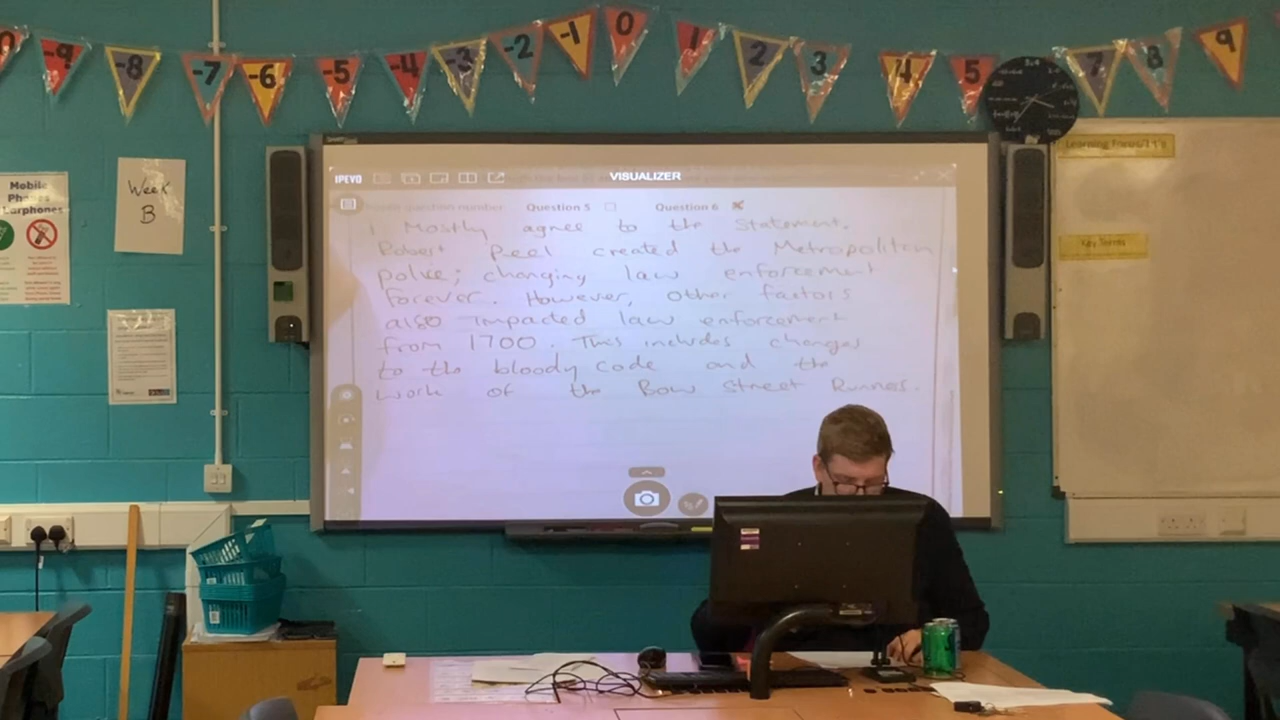 -9
-8
-7
-6
-5
-4
-3
-2
-1
0
1
2
3
4
5
7
8
9
Mobile
Phones
Earphones
Week
B
IPEVO
VISUALIZER
question number: Question 5 Question 6
I Mostly agree to the Statement.
Robert Peel created the Metropolitan
police; changing law enforcement
forever. However, other factors
also impacted law enforcement
from 1700. This includes changes
to the bloody code and the
work of the Bow Street Runners.
Learning Focus/
Key Terms